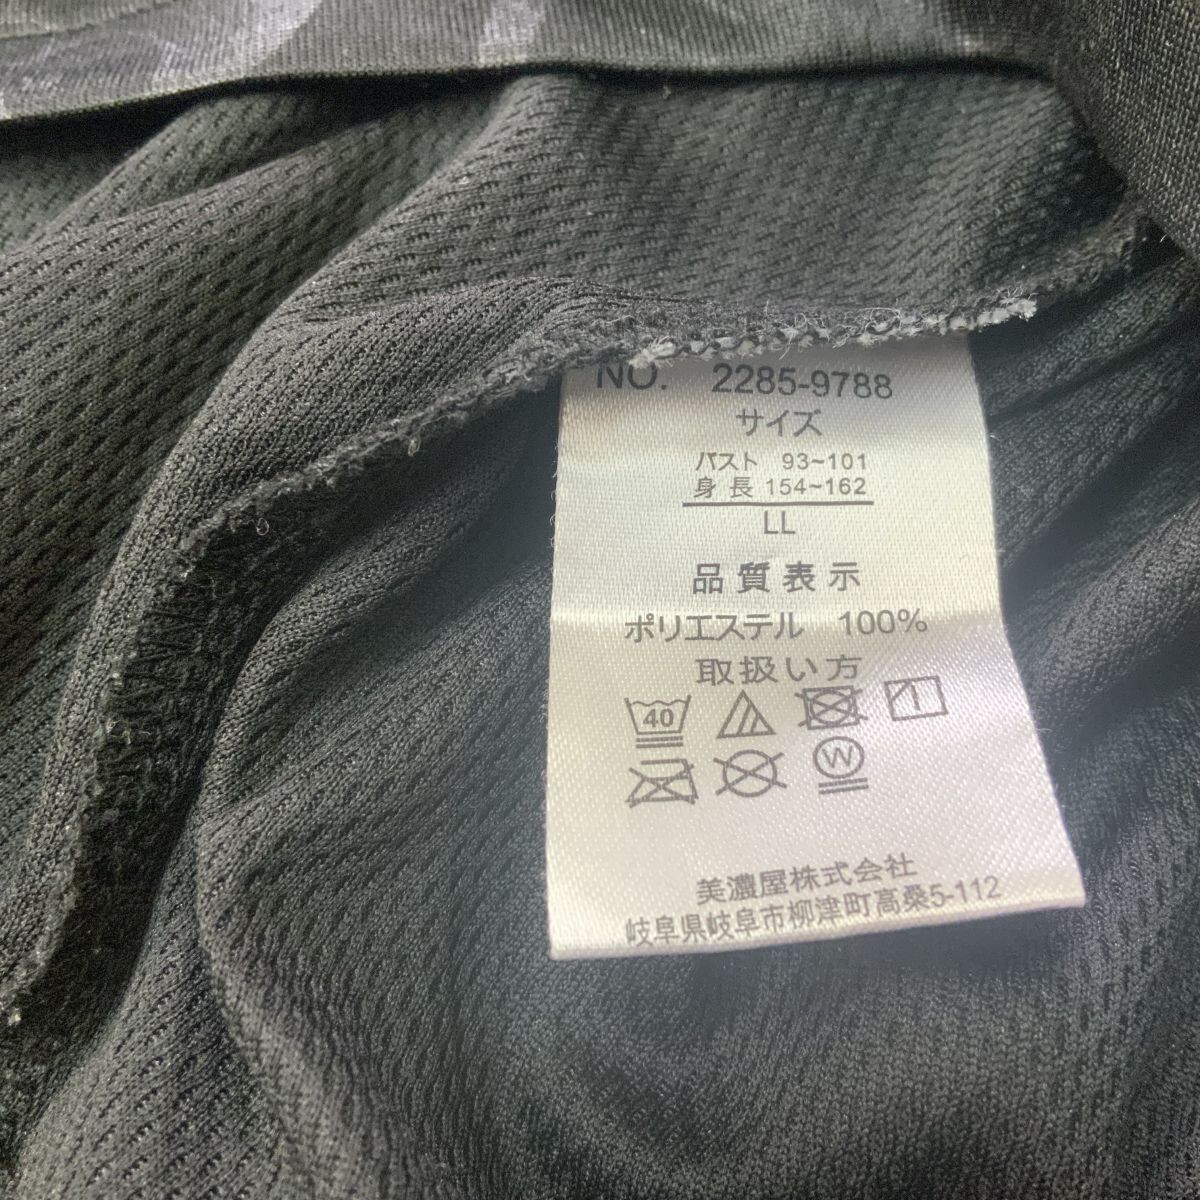 NO. 2285-9788
サイズ
バスト 93~101
身長 154~162
LL
品質表示
ポリエステル 100%
取扱い方
40
W
美濃屋株式会社
岐阜県岐阜市柳津町高桑5-112